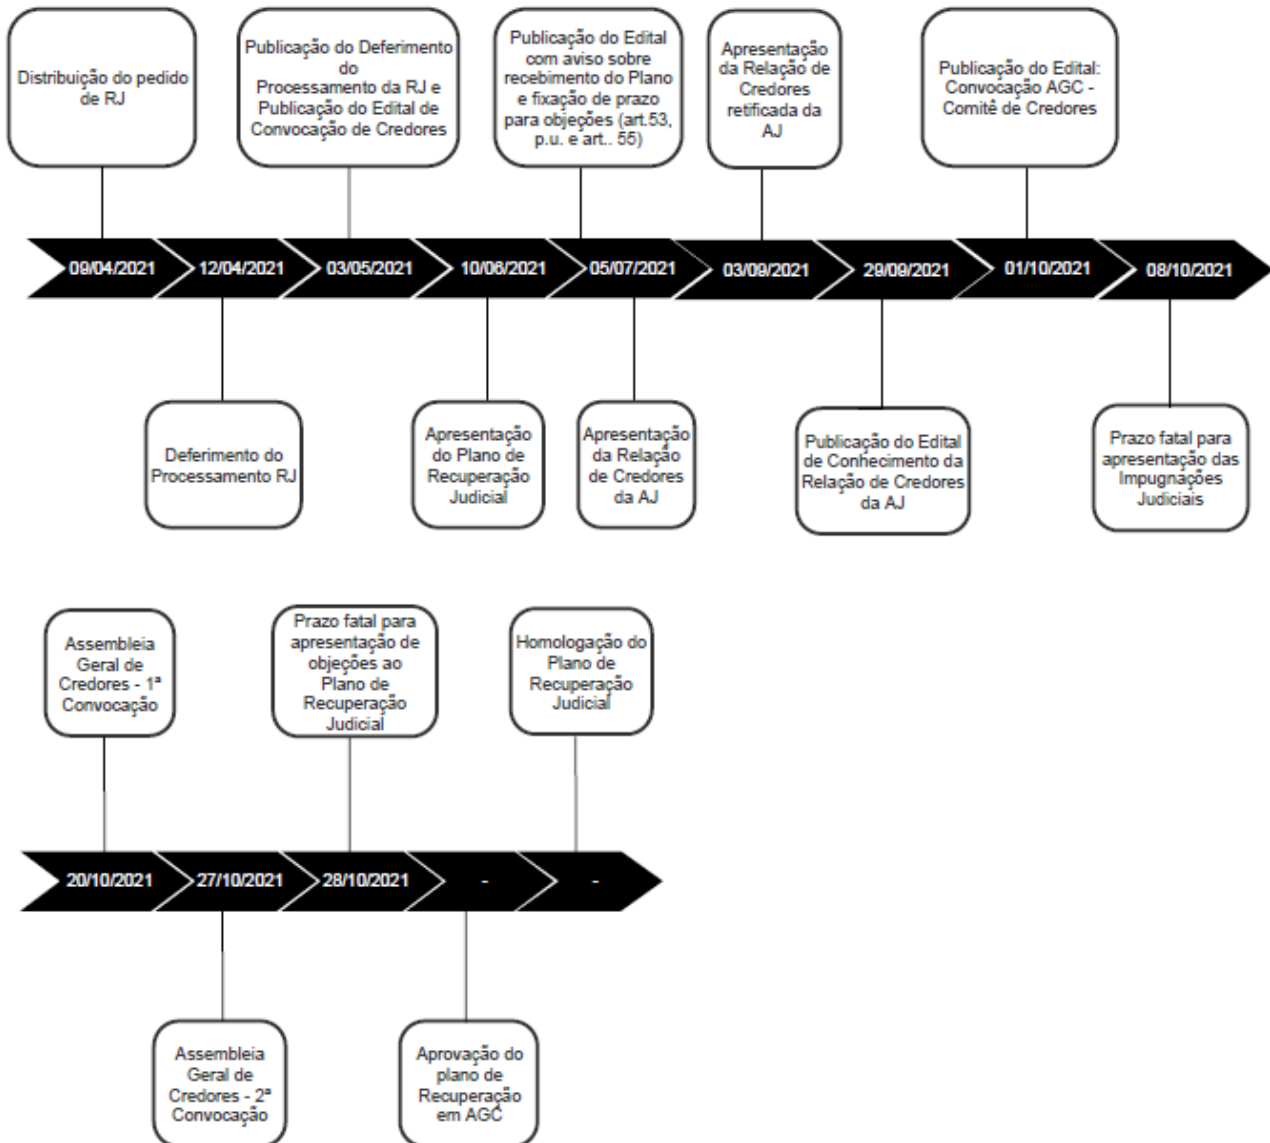 Distribuição do pedido
de RJ
Publicação do Deferimento
do
Processamento da RJ e
Publicação do Edital de
Convocação de Credores
Publicação do Edital
com aviso sobre
recebimento do Plano
e fixação de prazo
para objeções (art.53,
p.u. e art.. 55)
Apresentação
da Relação de
Credores
retificada da
AJ
Publicação do Edital:
Convocação AGC -
Comitê de Credores
09/04/2021
12/04/2021
03/05/2021
10/06/2021
05/07/2021
03/09/2021
29/09/2021
01/10/2021
08/10/2021
Deferimento do
Processamento RJ
Apresentação
do Plano de
Recuperação
Judicial
Apresentação
da Relação
de Credores
da AJ
Publicação do Edital
de Conhecimento da
Relação de Credores
da AJ
Prazo fatal para
apresentação das
Impugnações
Judiciais
Assembleia
Geral de
Credores - 1ª
Convocação
Prazo fatal para
apresentação de
objeções ao
Plano de
Recuperação
Judicial
Homologação do
Plano de
Recuperação
Judicial
20/10/2021
27/10/2021
28/10/2021
-
-
Assembleia
Geral de
Credores - 2ª
Convocação
Aprovação do
plano de
Recuperação
em AGC